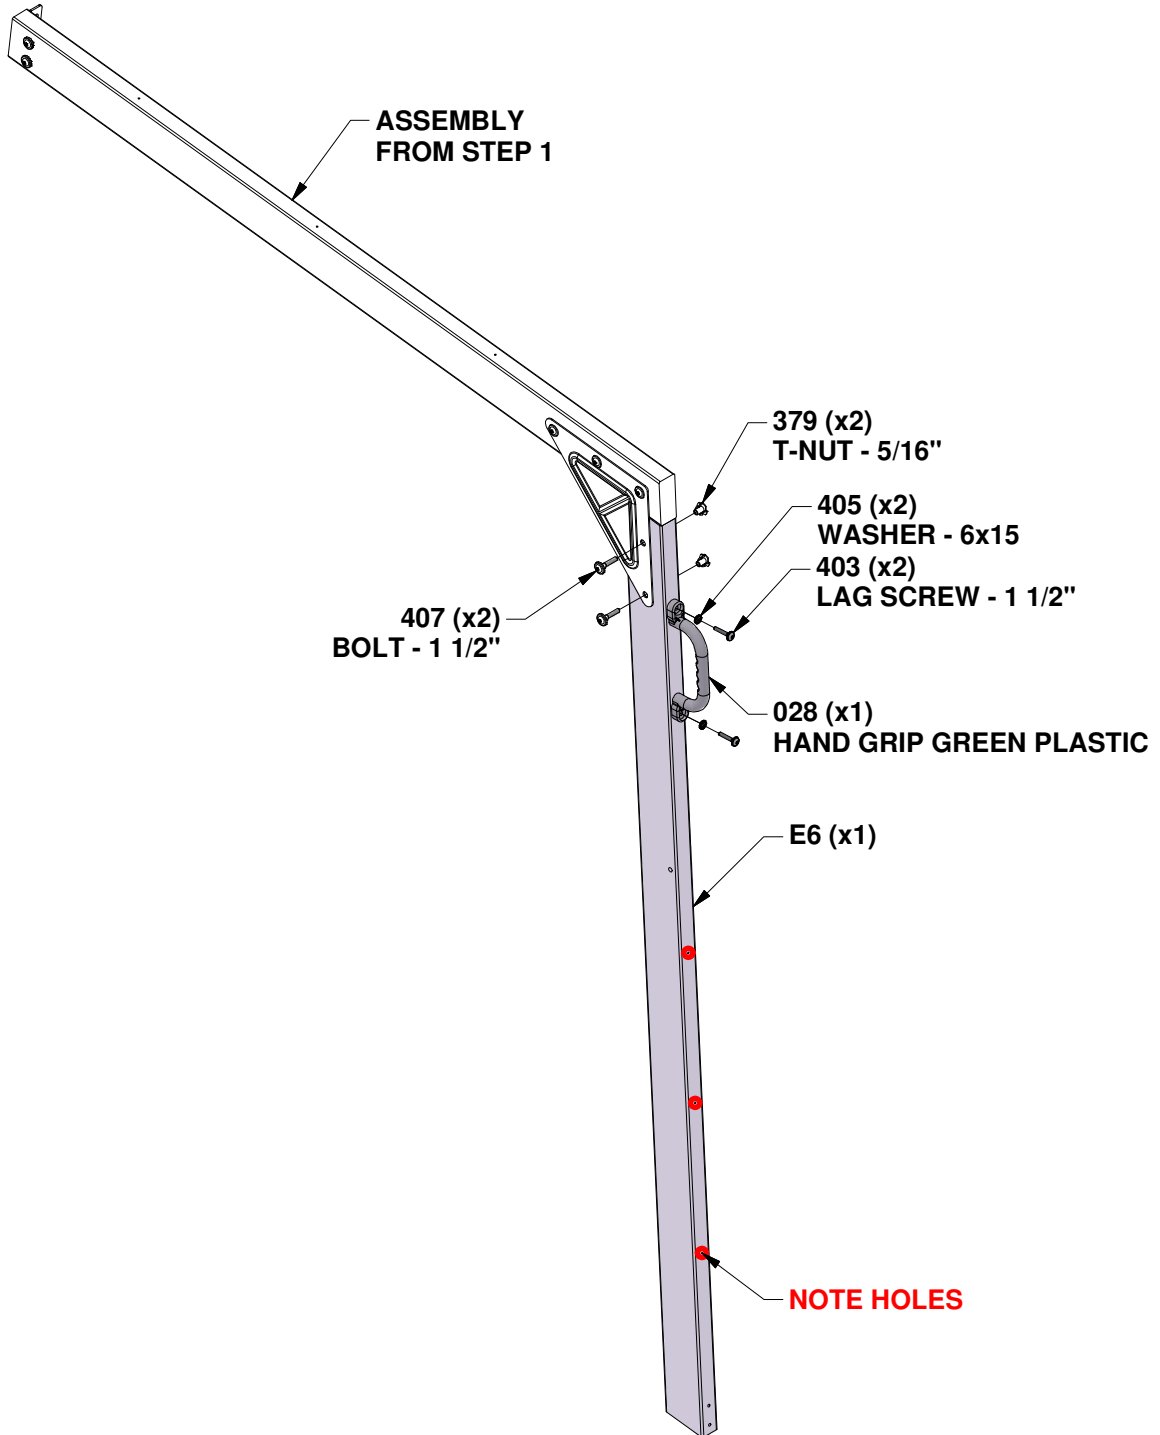 ASSEMBLY
FROM STEP 1
379 (x2)
T-NUT - 5/16"
405 (x2)
WASHER - 6x15
403 (x2)
LAG SCREW - 1 1/2"
407 (x2)
BOLT - 1 1/2"
028 (x1)
HAND GRIP GREEN PLASTIC
E6 (x1)
NOTE HOLES